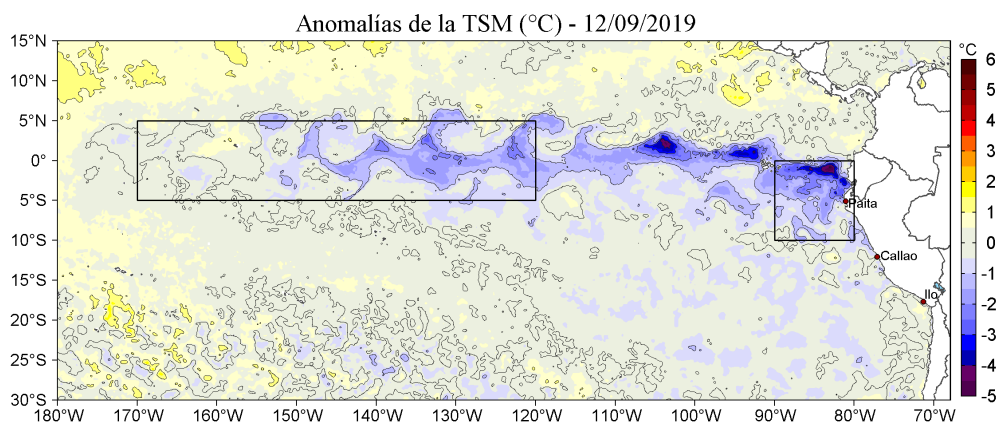 Anomalías de la TSM (°C) - 12/09/2019
15°N
10°N
5°N
0°
5°S
10°S
15°S
20°S
25°S
30°S
180°W
170°W
160°W
150°W
140°W
130°W
120°W
110°W
100°W
90°W
80°W
70°W
Paita
Callao
Ilo
°C
6
5
4
3
2
1
0
-1
-2
-3
-4
-5